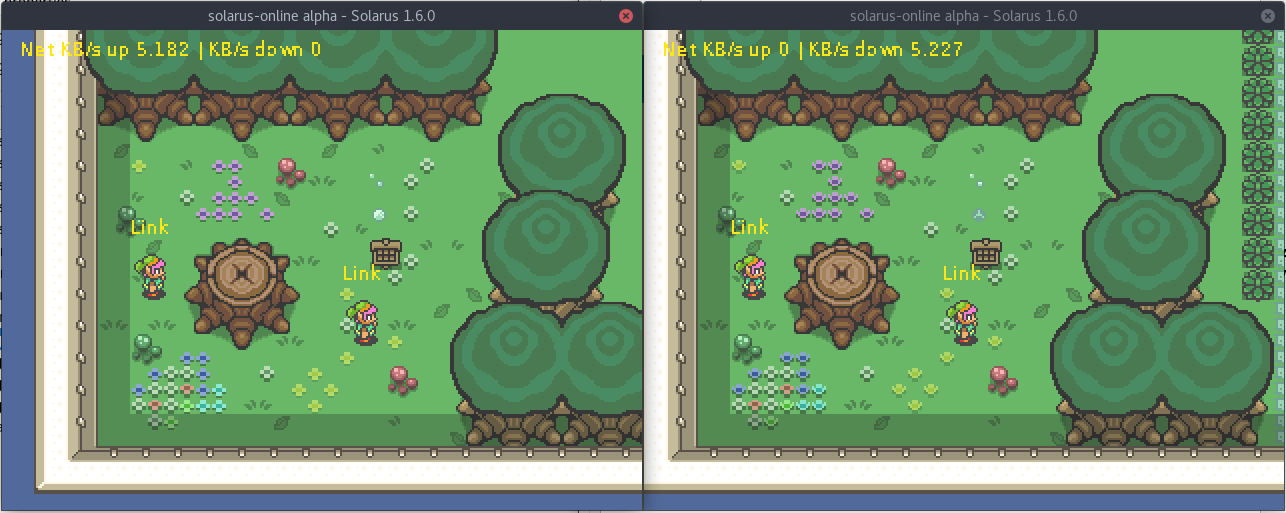 solarus-online alpha - Solarus 1.6.0
Net KB/s up 5.182 | KB/s down 0
Link
Link
solarus-online alpha - Solarus 1.6.0
Net KB/s up 0 | KB/s down 5.227
Link
Link